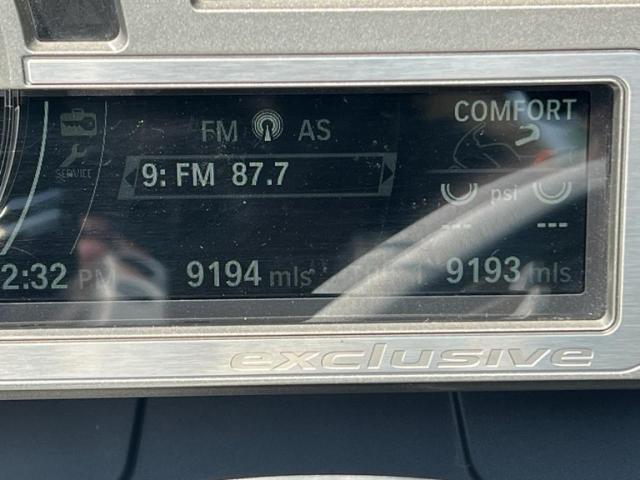 COMFORT
FM AS
SERVICE
9: FM 87.7
psi
--- ---
2:32 PM 9194 mls 9193 mls
exclusive